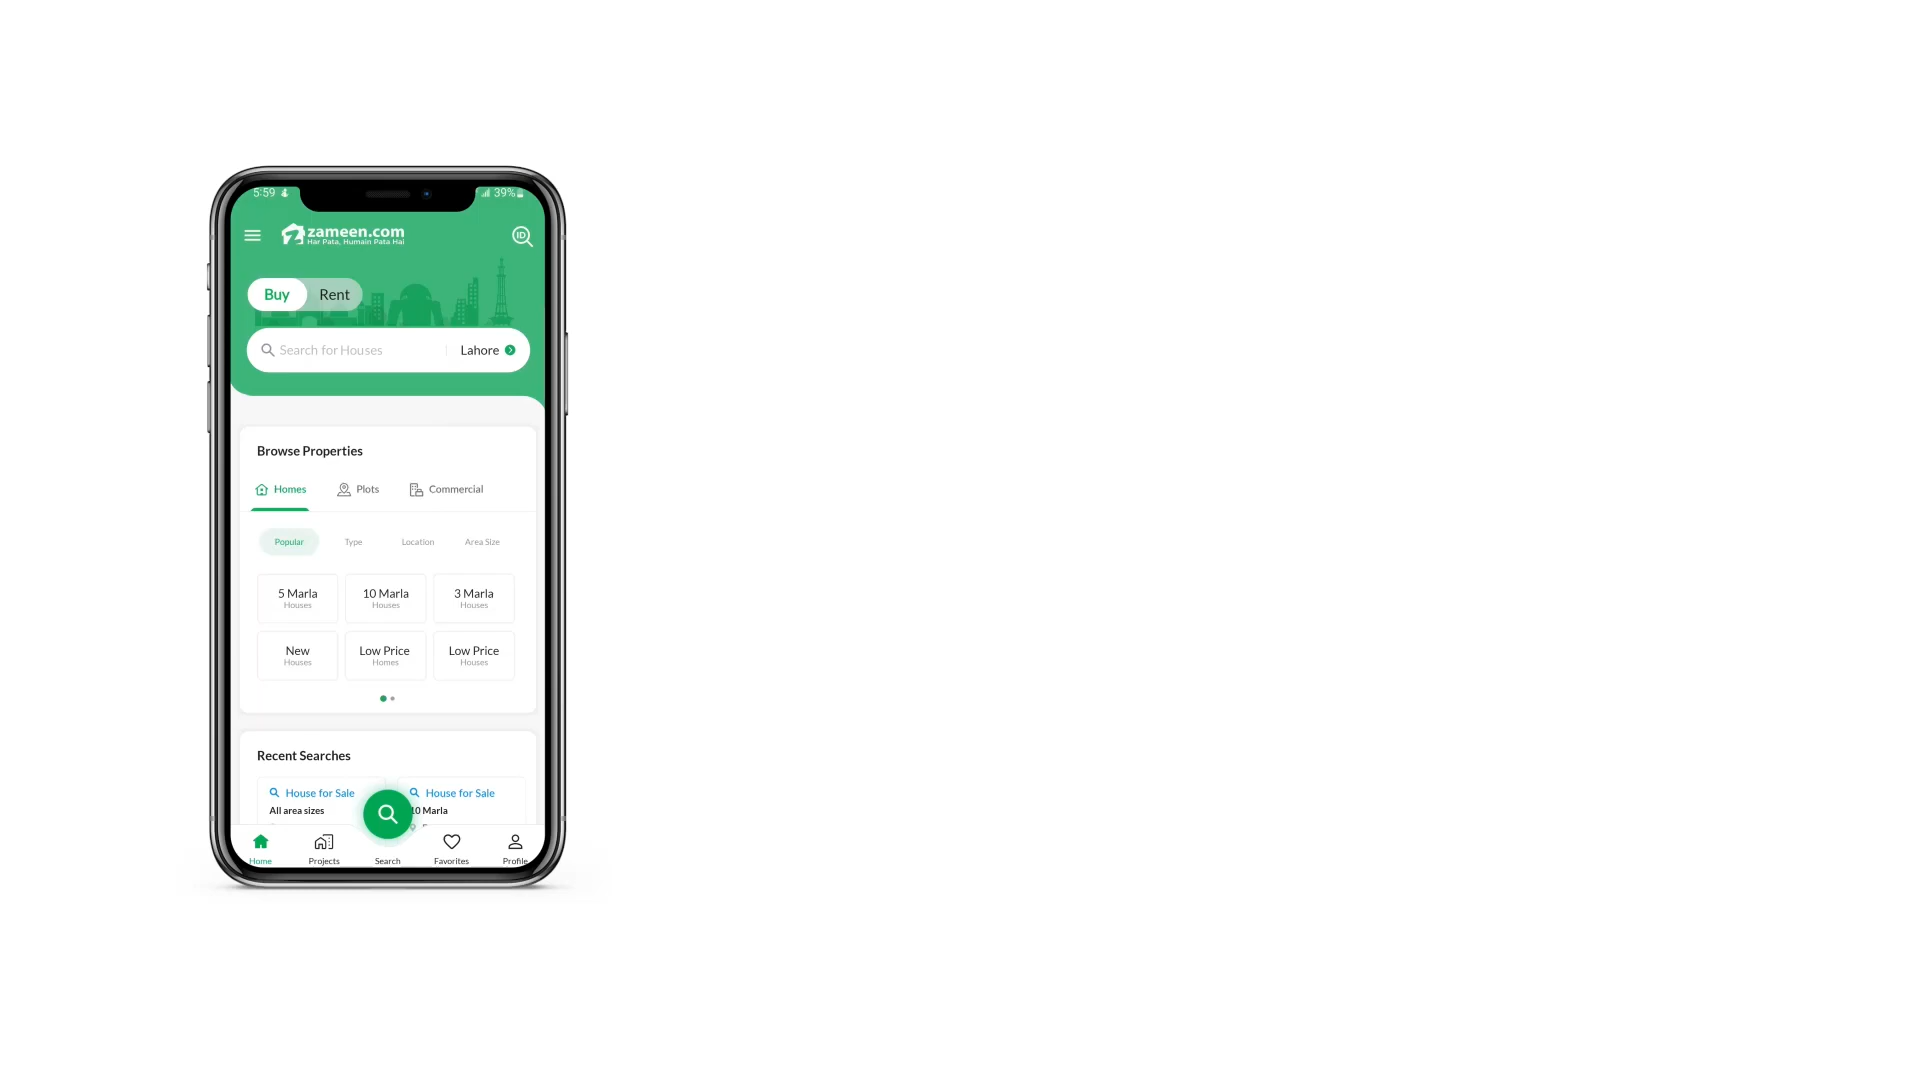 5:59
39%
zameen.com
Har Pata, Humain Pata Hai
ID
Buy Rent
Search for Houses Lahore
Browse Properties
Homes Plots Commercial
Popular Type Location Area Size
5 Marla 10 Marla 3 Marla
Houses Houses Houses
New Low Price Low Price
Houses Homes Houses
Recent Searches
House for Sale House for Sale
All area sizes 10 Marla
Home Projects Search Favorites Profile